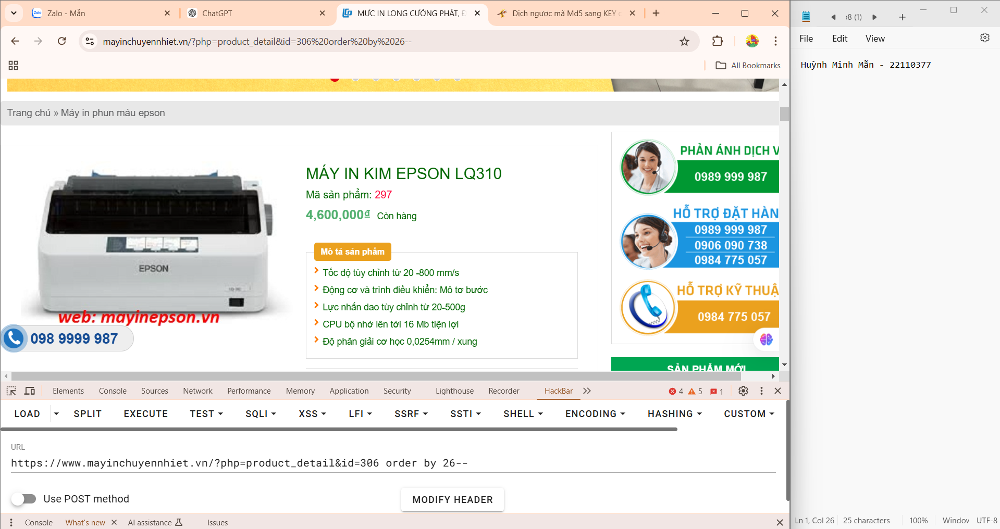 Zalo - Mẫn
ChatGPT
MỰC IN LONG CƯỜNG PHÁT, Đ
Dịch ngược mã Md5 sang KEY c
mayinchuyennhiet.vn/?php=product_detail&id=306%20order%20by%2026--
All Bookmarks
Trang chủ » Máy in phun màu epson
EPSON
web: mayinepson.vn
098 9999 987
MÁY IN KIM EPSON LQ310
Mã sản phẩm: 297
4,600,000đ Còn hàng
Mô tả sản phẩm
Tốc độ tùy chỉnh từ 20 -800 mm/s
Động cơ và trình điều khiển: Mô tơ bước
Lực nhấn dao tùy chỉnh từ 20-500g
CPU bộ nhớ lên tới 16 Mb tiện lợi
Độ phân giải cơ học 0,0254mm / xung
PHẢN ÁNH DỊCH V
0989 999 987
HỖ TRỢ ĐẶT HÀN
0989 999 987
0906 090 738
0984 775 057
HỖ TRỢ KỸ THUẬ
0984 775 057
SẢN PHẨM MỚI
Elements Console Sources Network Performance Memory Application Security Lighthouse Recorder HackBar 4 5 1
LOAD SPLIT EXECUTE TEST SQLI XSS LFI SSRF SSTI SHELL ENCODING HASHING CUSTOM
URL
https://www.mayinchuyennhiet.vn/?php=product_detail&id=306 order by 26--
Use POST method
MODIFY HEADER
Console What's new AI assistance Issues
ɔ8 (1)
File Edit View
Huỳnh Minh Mẫn - 22110377
Ln 1, Col 26 25 characters 100% Window UTF-8